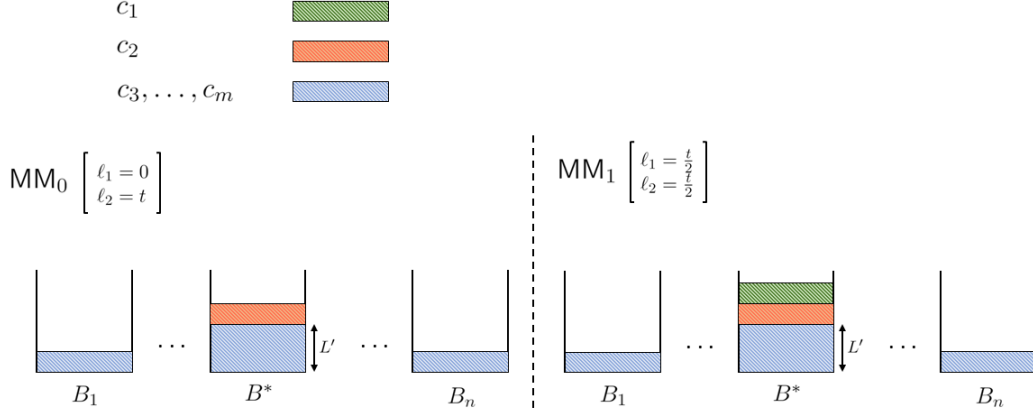 c₁
c₂
c₃, . . . , cₘ
MM₀ [ ℓ₁ = 0
ℓ₂ = t ]
MM₁ [ ℓ₁ = t/2
ℓ₂ = t/2 ]
. . . L′ . . . . . . L′ . . .
B₁ B* Bₙ B₁ B* Bₙ